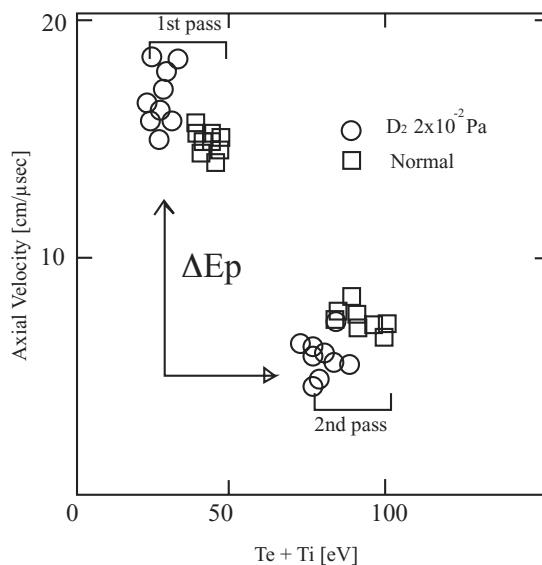 20
1st pass
D₂ 2x10⁻² Pa
Normal
10
ΔEp
2nd pass
0
50
100
Te + Ti [eV]
Axial Velocity [cm/μsec]